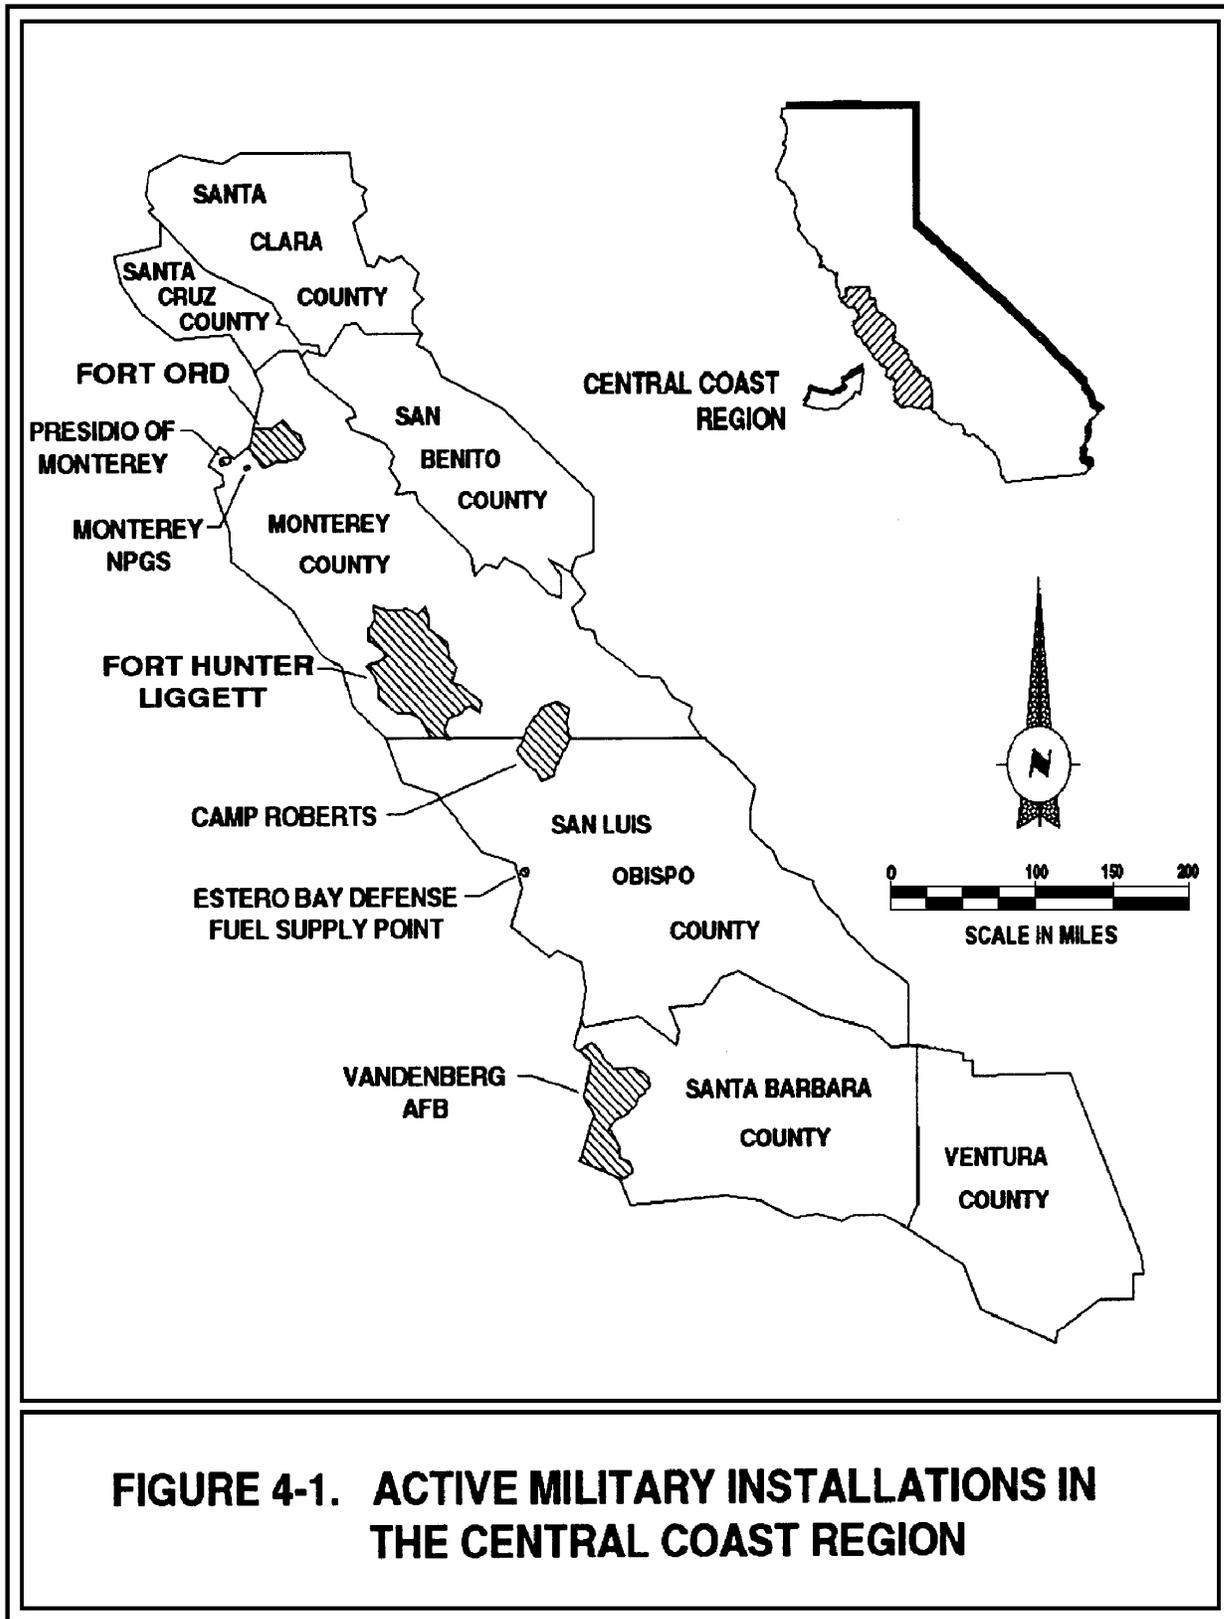 SANTA
CLARA
COUNTY
SANTA
CRUZ
COUNTY
FORT ORD
PRESIDIO OF
MONTEREY
MONTEREY
NPGS
SAN
BENITO
COUNTY
MONTEREY
COUNTY
CENTRAL COAST
REGION
FORT HUNTER
LIGGETT
CAMP ROBERTS
SAN LUIS
OBISPO
COUNTY
ESTERO BAY DEFENSE
FUEL SUPPLY POINT
N
0 100 150 200
SCALE IN MILES
VANDENBERG
AFB
SANTA BARBARA
COUNTY
VENTURA
COUNTY
FIGURE 4-1. ACTIVE MILITARY INSTALLATIONS IN
THE CENTRAL COAST REGION